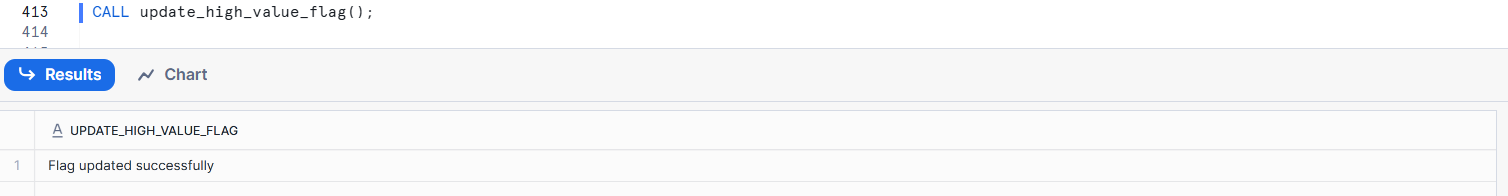 413 CALL update_high_value_flag();
414
Results Chart
A UPDATE_HIGH_VALUE_FLAG
1 Flag updated successfully